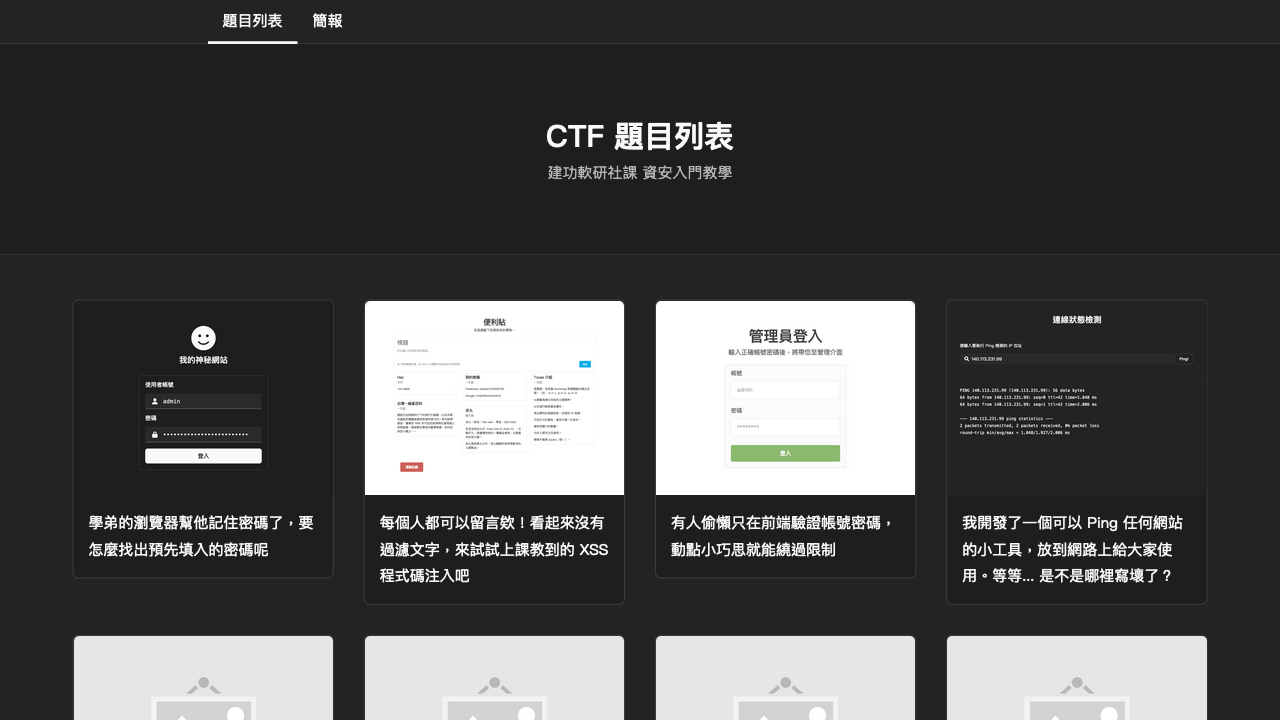 題目列表 簡報
CTF 題目列表
建功軟研社課 資安入門教學
我的神秘網站
使用者帳號
admin
密碼
登入
學弟的瀏覽器幫他記住密碼了，要
怎麼找出預先填入的密碼呢
便利貼
標題
Hey
我的密碼
每個人都可以留言欸！看起來沒有
過濾文字，來試試上課教到的 XSS
程式碼注入吧
管理員登入
輸入正確帳號密碼後，將帶您至管理介面
帳號
admin
密碼
登入
有人偷懶只在前端驗證帳號密碼，
動點小巧思就能繞過限制
連線狀態檢測
請輸入要執行 Ping 檢測的 IP 位址
140.113.231.99 Ping!
PING 140.113.231.99 (140.113.231.99): 56 data bytes
64 bytes from 140.113.231.99: seq=0 ttl=42 time=1.848 ms
64 bytes from 140.113.231.99: seq=1 ttl=42 time=2.006 ms
--- 140.113.231.99 ping statistics ---
2 packets transmitted, 2 packets received, 0% packet loss
round-trip min/avg/max = 1.848/1.927/2.006 ms
我開發了一個可以 Ping 任何網站
的小工具，放到網路上給大家使
用。等等... 是不是哪裡寫壞了？